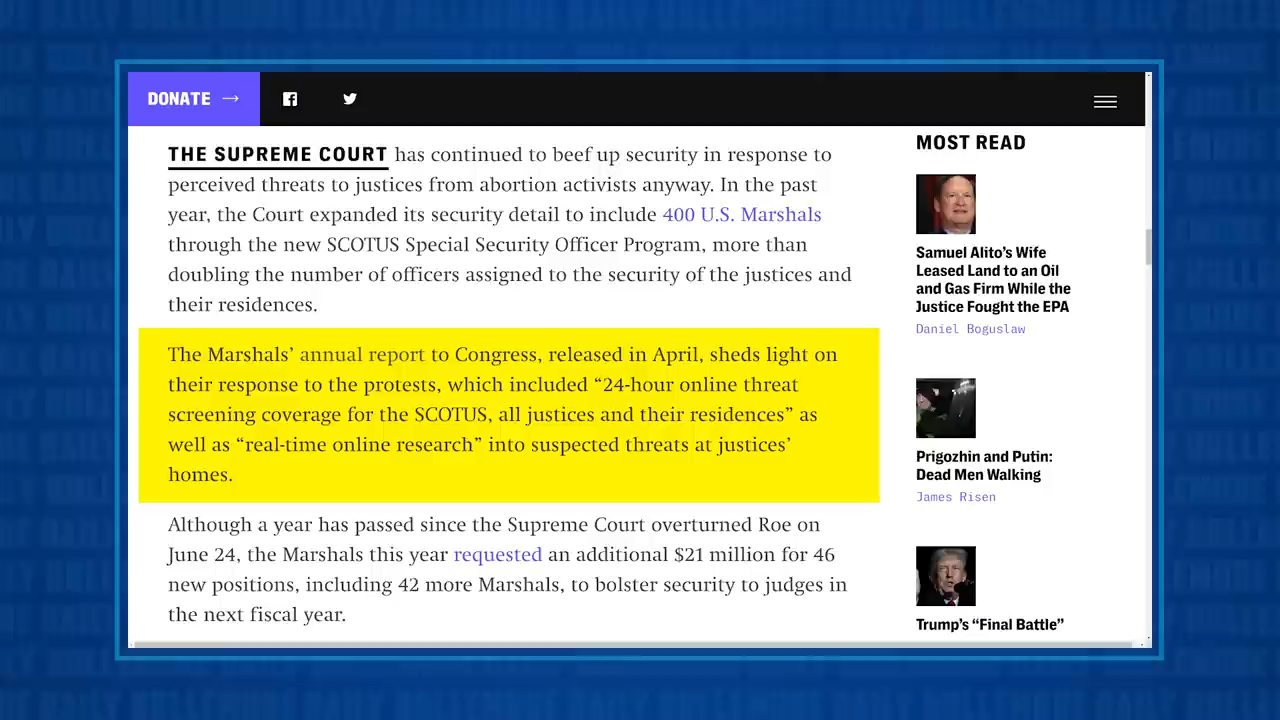 DONATE →
THE SUPREME COURT has continued to beef up security in response to
perceived threats to justices from abortion activists anyway. In the past
year, the Court expanded its security detail to include 400 U.S. Marshals
through the new SCOTUS Special Security Officer Program, more than
doubling the number of officers assigned to the security of the justices and
their residences.
The Marshals’ annual report to Congress, released in April, sheds light on
their response to the protests, which included “24-hour online threat
screening coverage for the SCOTUS, all justices and their residences” as
well as “real-time online research” into suspected threats at justices’
homes.
Although a year has passed since the Supreme Court overturned Roe on
June 24, the Marshals this year requested an additional $21 million for 46
new positions, including 42 more Marshals, to bolster security to judges in
the next fiscal year.
MOST READ
Samuel Alito’s Wife
Leased Land to an Oil
and Gas Firm While the
Justice Fought the EPA
Daniel Boguslaw
Prigozhin and Putin:
Dead Men Walking
James Risen
Trump’s “Final Battle”